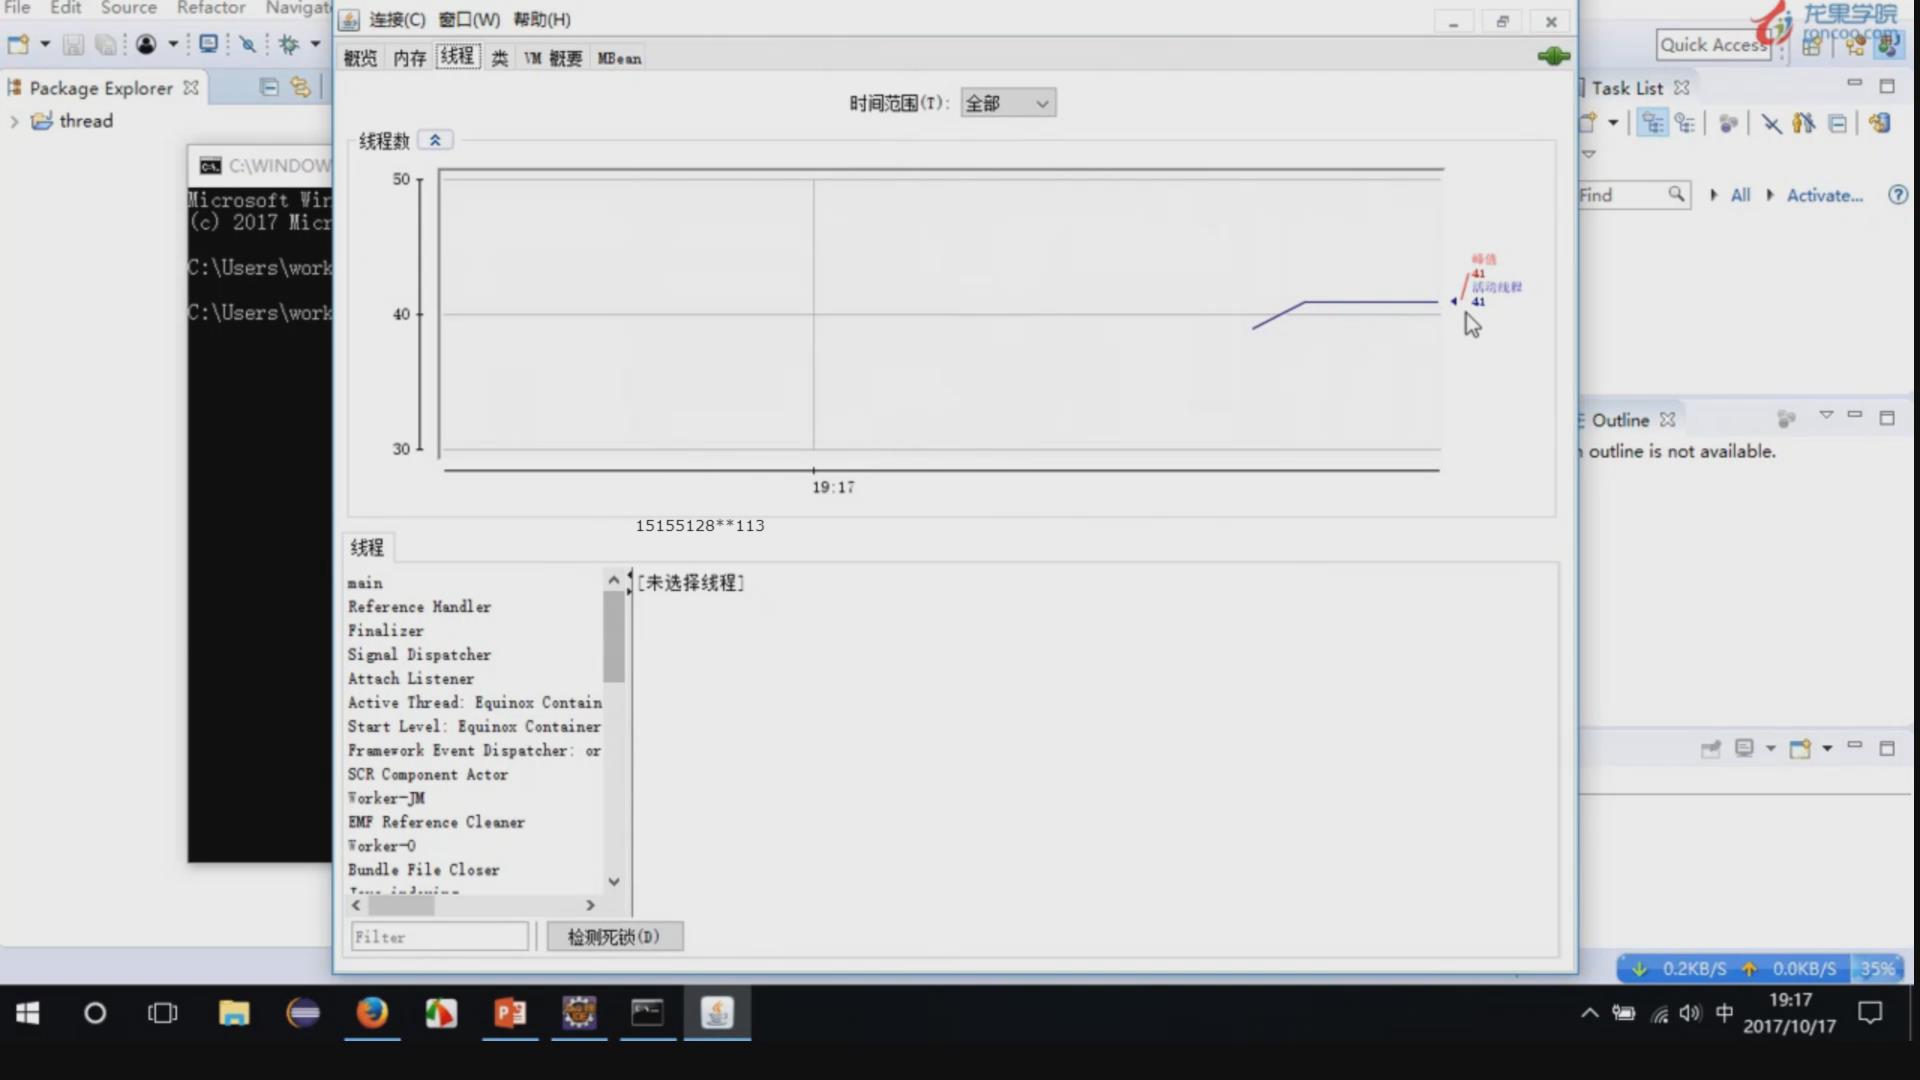 File Edit Source Refactor Navigat
连接(C) 窗口(W) 帮助(H)
龙果学院
roncoo.com
Quick Access
概览 内存 线程 类 VM 概要 MBean
Package Explorer
Task List
thread
时间范围(T): 全部
线程数
C:\WINDOW
Microsoft Win
(c) 2017 Micr
C:\Users\work
C:\Users\work
50
40
30
19:17
峰值
41
活动线程
41
Find
All
Activate...
Outline
outline is not available.
15155128**113
线程
main
Reference Handler
Finalizer
Signal Dispatcher
Attach Listener
Active Thread: Equinox Contain
Start Level: Equinox Container
Framework Event Dispatcher: or
SCR Component Actor
Worker-JM
EMF Reference Cleaner
Worker-0
Bundle File Closer
[未选择线程]
Filter
检测死锁(D)
0.2KB/S 0.0KB/S 35%
中
19:17
2017/10/17